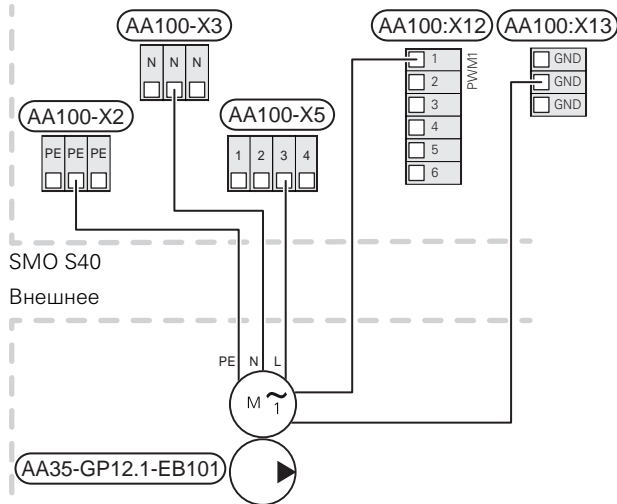 AA100-X3
AA100:X12
AA100:X13
N N N
1
2
3
4
5
6
PWM1
GND
GND
GND
AA100-X2
AA100-X5
PE PE PE
1 2 3 4
SMO S40
Внешнее
PE N L
M ~ 1
AA35-GP12.1-EB101